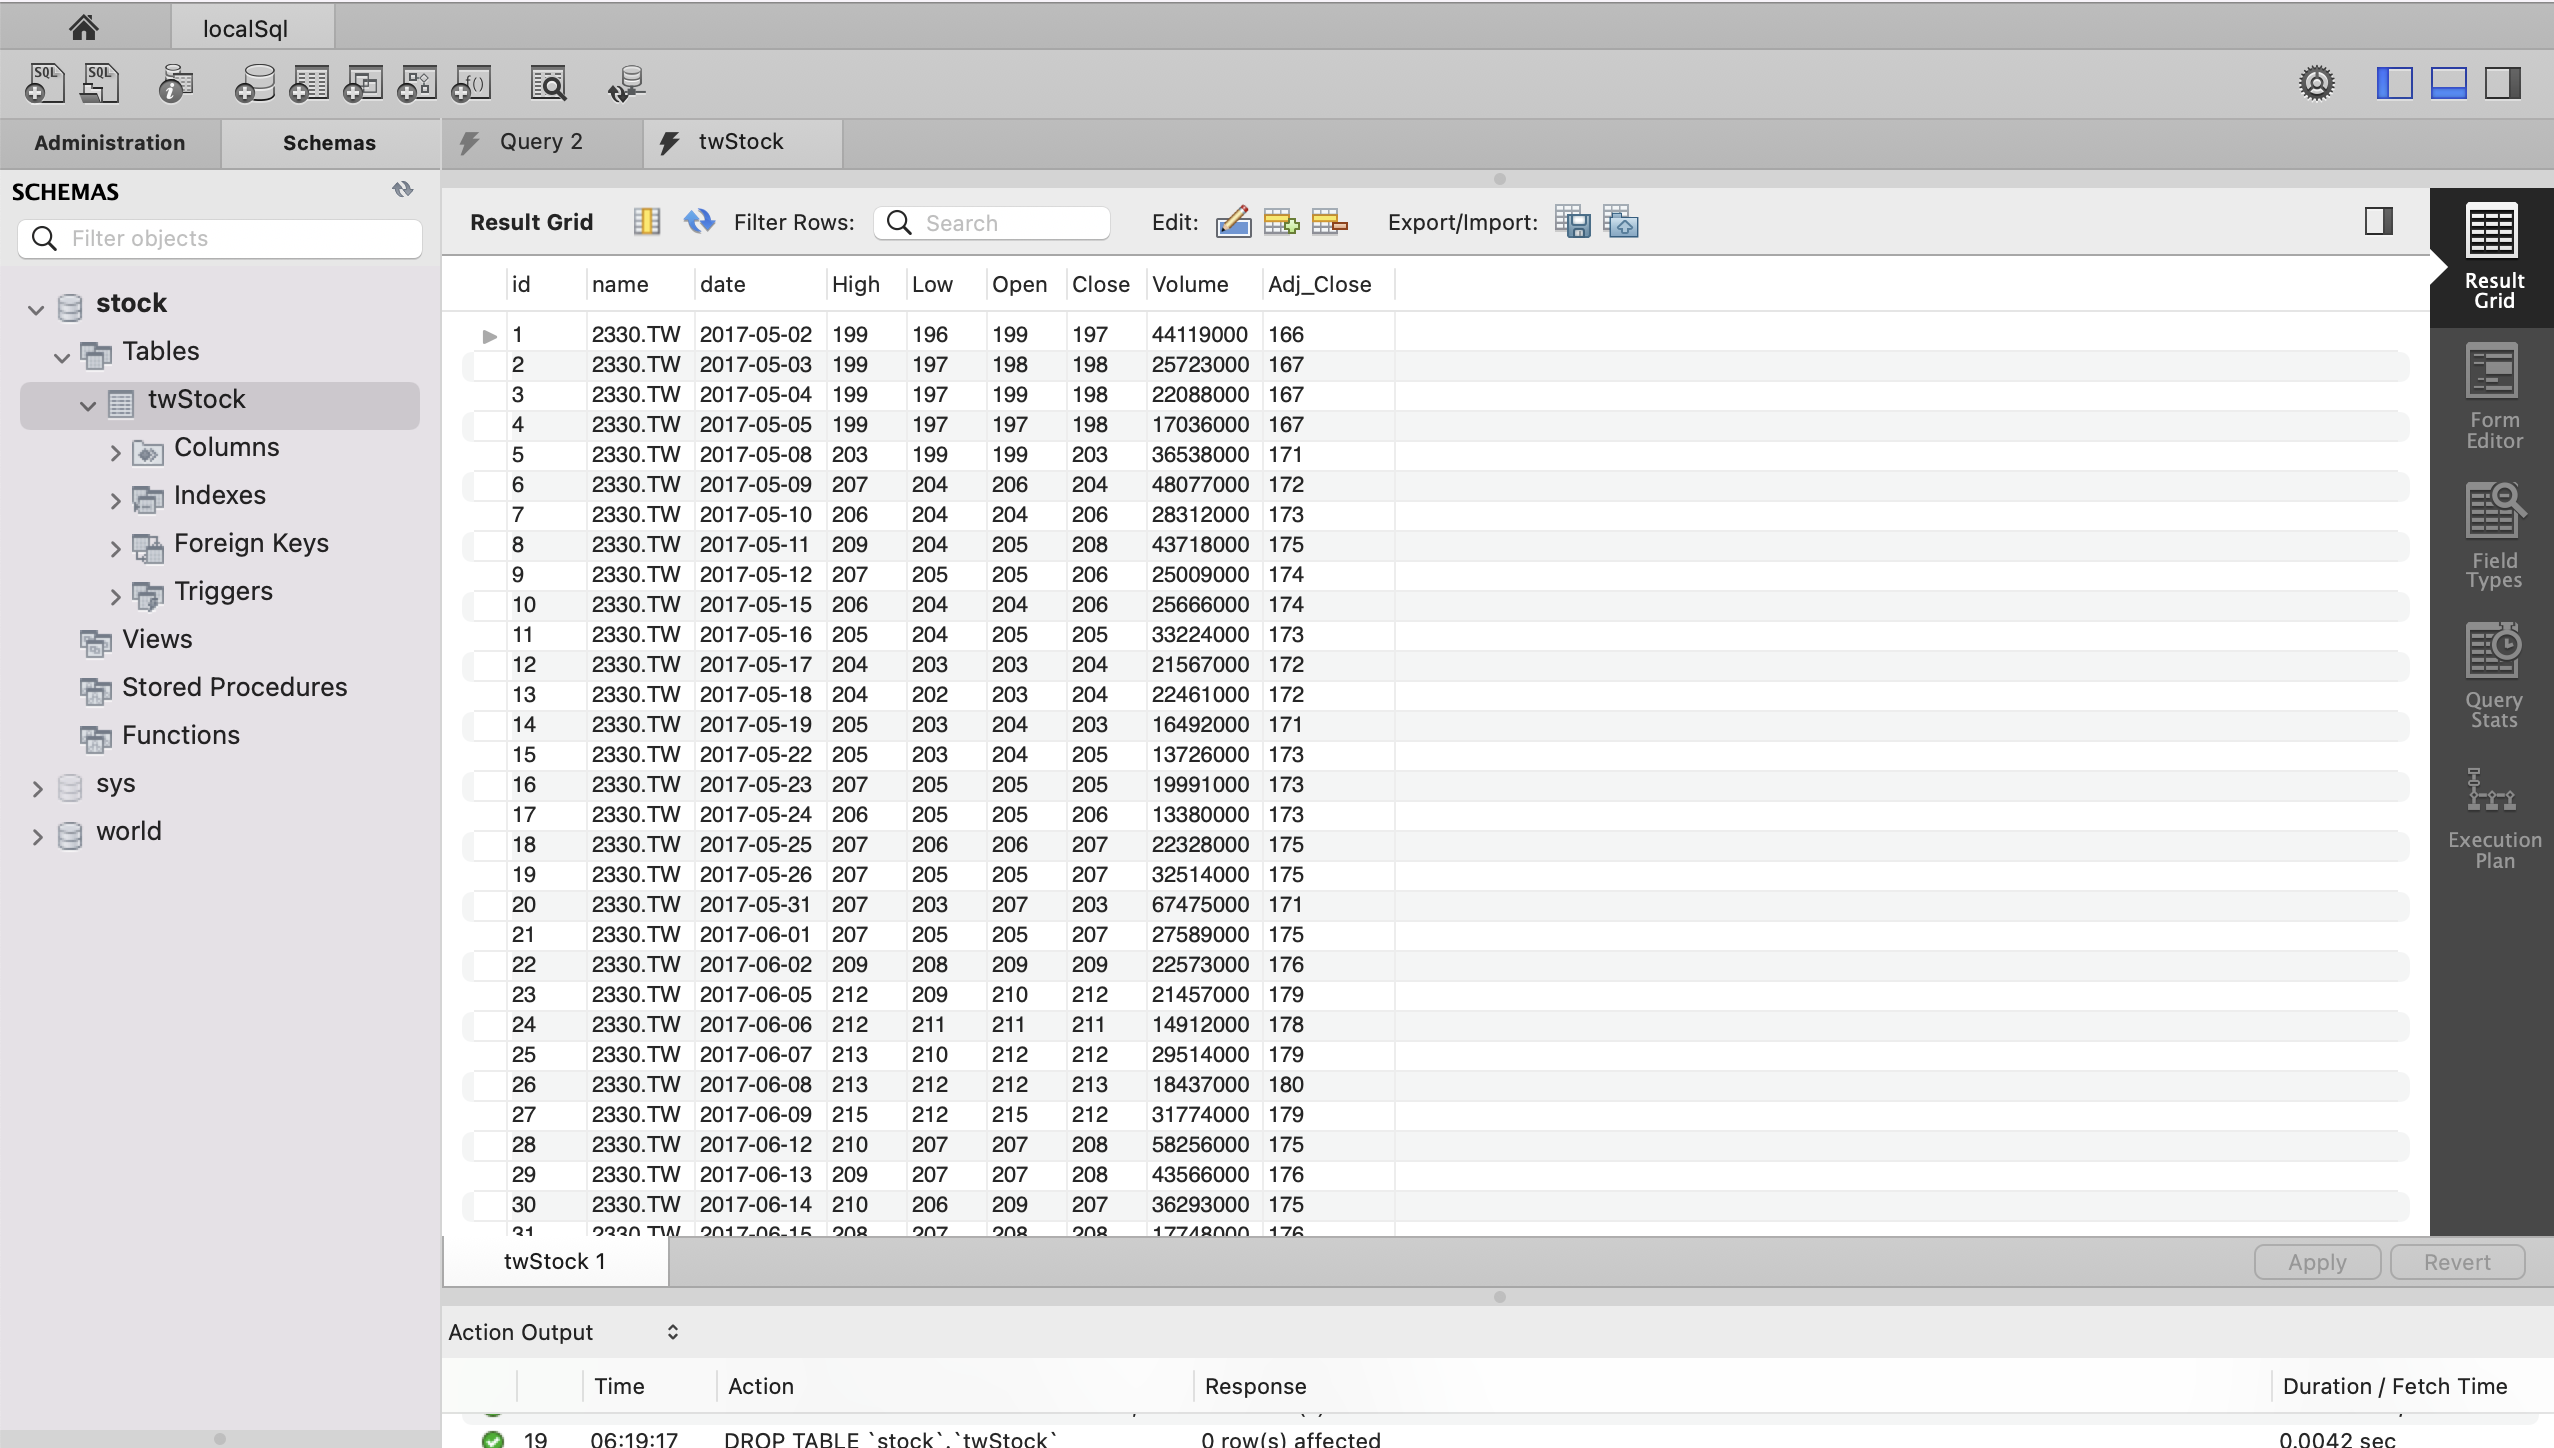 localSql
SQL SQL f()
Administration Schemas Query 2 twStock
SCHEMAS
Filter objects
stock
Tables
twStock
Columns
Indexes
Foreign Keys
Triggers
Views
Stored Procedures
Functions
sys
world
Result Grid Filter Rows: Search Edit: Export/Import:
id name date High Low Open Close Volume Adj_Close
1 2330.TW 2017-05-02 199 196 199 197 44119000 166
2 2330.TW 2017-05-03 199 197 198 198 25723000 167
3 2330.TW 2017-05-04 199 197 199 198 22088000 167
4 2330.TW 2017-05-05 199 197 197 198 17036000 167
5 2330.TW 2017-05-08 203 199 199 203 36538000 171
6 2330.TW 2017-05-09 207 204 206 204 48077000 172
7 2330.TW 2017-05-10 206 204 204 206 28312000 173
8 2330.TW 2017-05-11 209 204 205 208 43718000 175
9 2330.TW 2017-05-12 207 205 205 206 25009000 174
10 2330.TW 2017-05-15 206 204 204 206 25666000 174
11 2330.TW 2017-05-16 205 204 205 205 33224000 173
12 2330.TW 2017-05-17 204 203 203 204 21567000 172
13 2330.TW 2017-05-18 204 202 203 204 22461000 172
14 2330.TW 2017-05-19 205 203 204 203 16492000 171
15 2330.TW 2017-05-22 205 203 204 205 13726000 173
16 2330.TW 2017-05-23 207 205 205 205 19991000 173
17 2330.TW 2017-05-24 206 205 205 206 13380000 173
18 2330.TW 2017-05-25 207 206 206 207 22328000 175
19 2330.TW 2017-05-26 207 205 205 207 32514000 175
20 2330.TW 2017-05-31 207 203 207 203 67475000 171
21 2330.TW 2017-06-01 207 205 205 207 27589000 175
22 2330.TW 2017-06-02 209 208 209 209 22573000 176
23 2330.TW 2017-06-05 212 209 210 212 21457000 179
24 2330.TW 2017-06-06 212 211 211 211 14912000 178
25 2330.TW 2017-06-07 213 210 212 212 29514000 179
26 2330.TW 2017-06-08 213 212 212 213 18437000 180
27 2330.TW 2017-06-09 215 212 215 212 31774000 179
28 2330.TW 2017-06-12 210 207 207 208 58256000 175
29 2330.TW 2017-06-13 209 207 207 208 43566000 176
30 2330.TW 2017-06-14 210 206 209 207 36293000 175
31 2330.TW 2017-06-15 208 207 208 208 17748000 176
Result
Grid
Form
Editor
Field
Types
Query
Stats
Execution
Plan
twStock 1 Apply Revert
Action Output
Time Action Response Duration / Fetch Time
19 06:19:17 DROP TABLE `stock`.`twStock` 0 row(s) affected 0.0042 sec